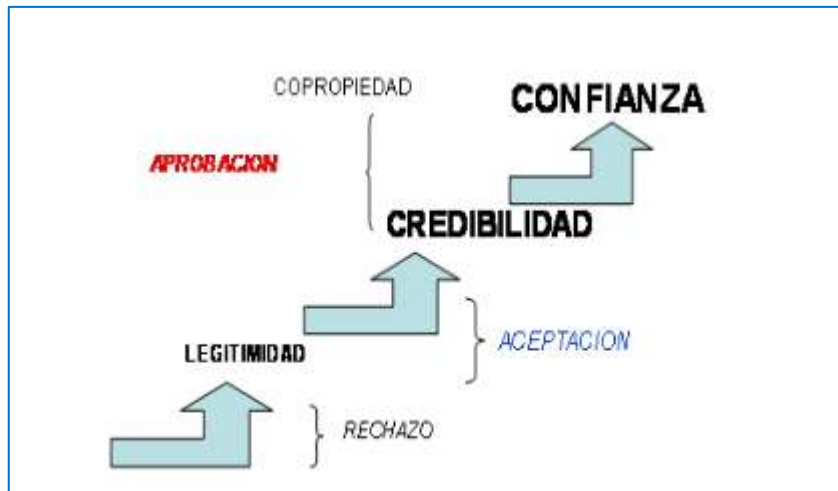 COPROPIEDAD
CONFIANZA
APROBACION
CREDIBILIDAD
ACEPTACION
LEGITIMIDAD
RECHAZO